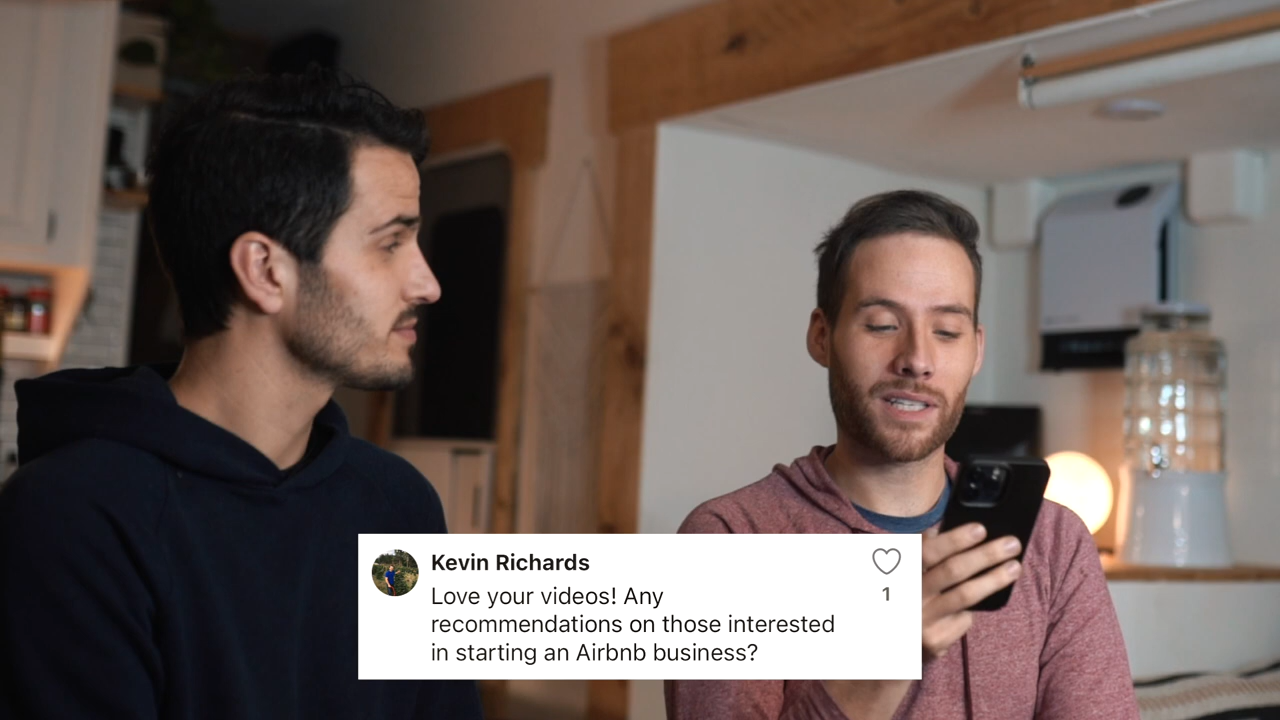 Kevin Richards
Love your videos! Any
recommendations on those interested
in starting an Airbnb business?
1